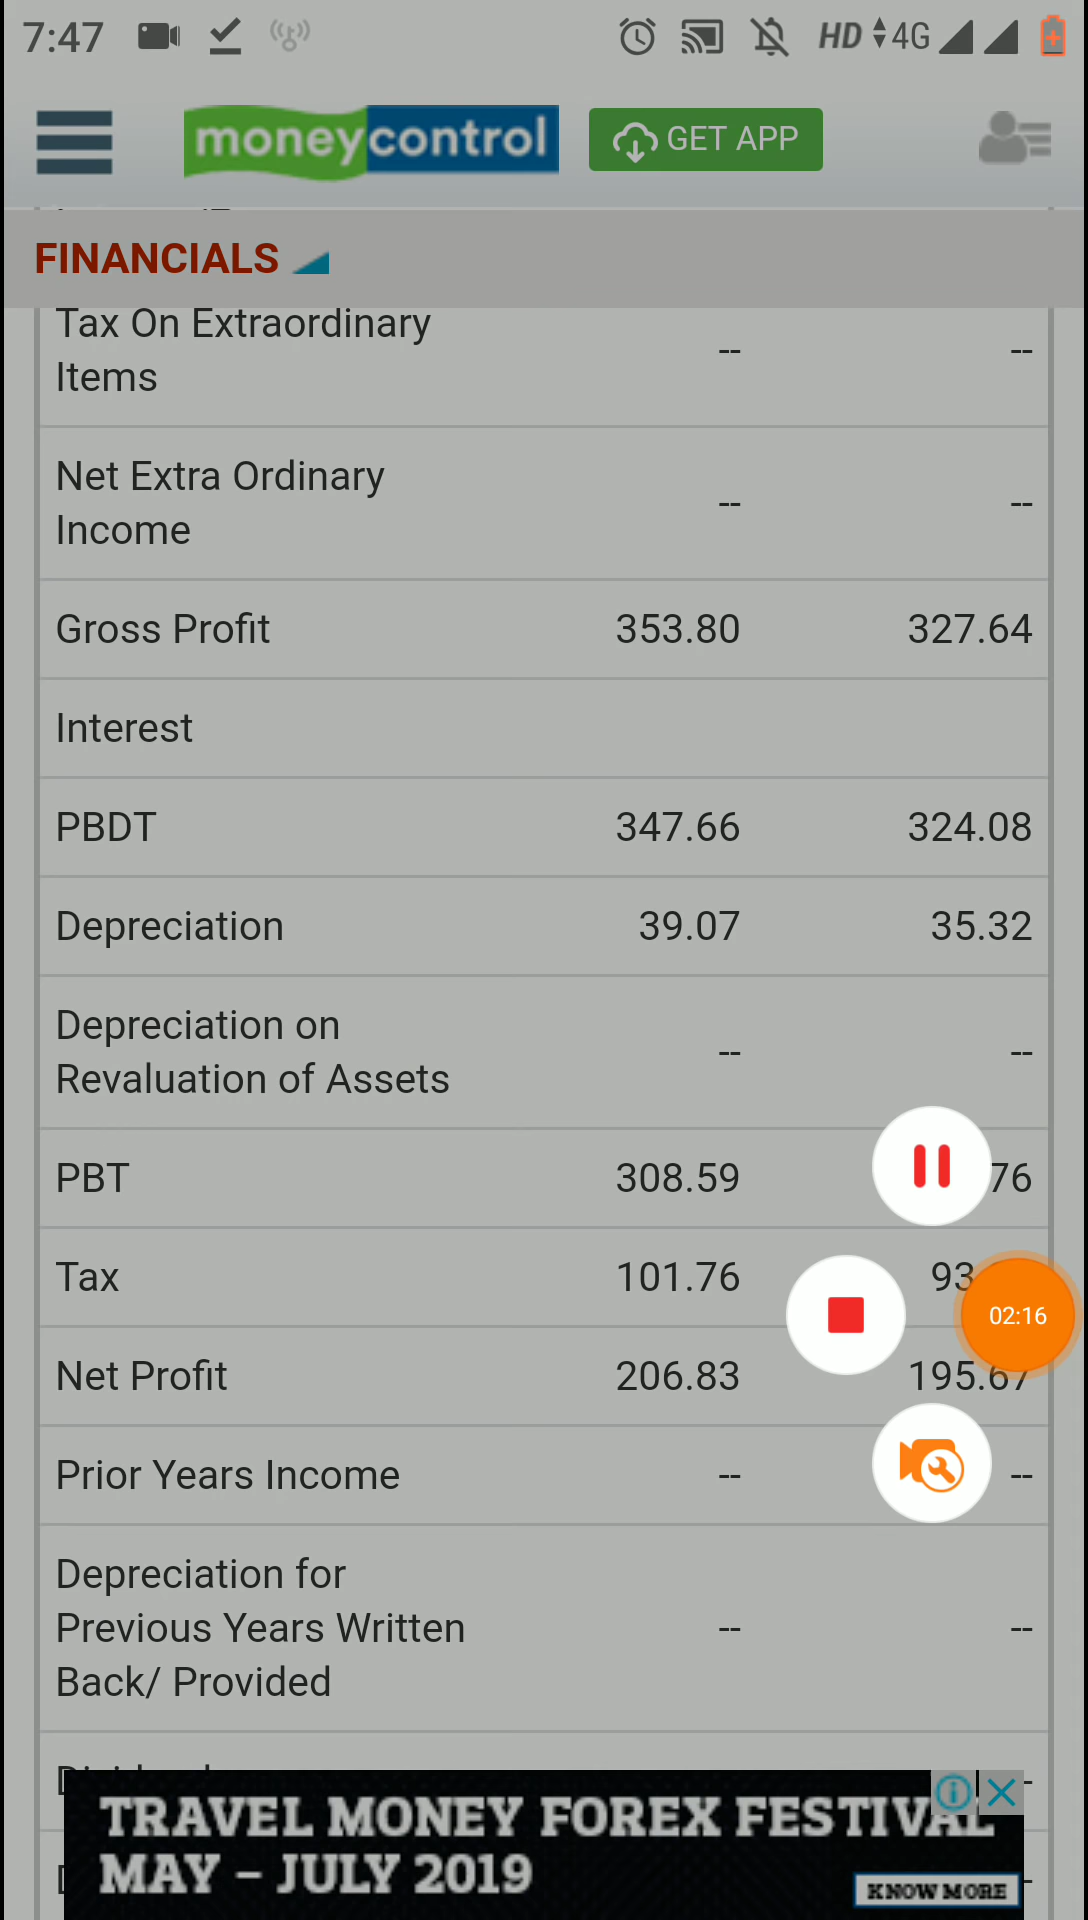 7:47 HD 4G
moneycontrol GET APP
FINANCIALS
Tax On Extraordinary
Items -- --
Net Extra Ordinary
Income -- --
Gross Profit 353.80 327.64
Interest
PBDT 347.66 324.08
Depreciation 39.07 35.32
Depreciation on
Revaluation of Assets -- --
PBT 308.59 76
Tax 101.76 93
02:16
Net Profit 206.83 195.67
Prior Years Income -- --
Depreciation for
Previous Years Written
Back/ Provided -- --
TRAVEL MONEY FOREX FESTIVAL
MAY – JULY 2019
KNOW MORE